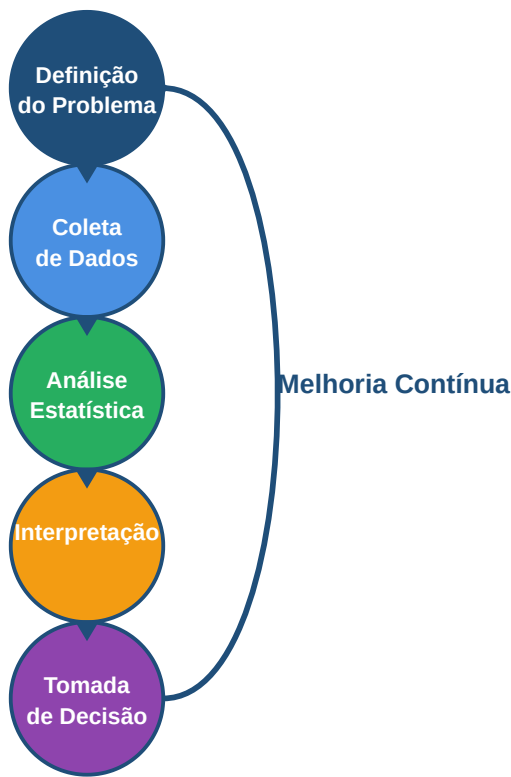 Definição
do Problema
Coleta
de Dados
Análise
Estatística
Melhoria Contínua
Interpretação
Tomada
de Decisão